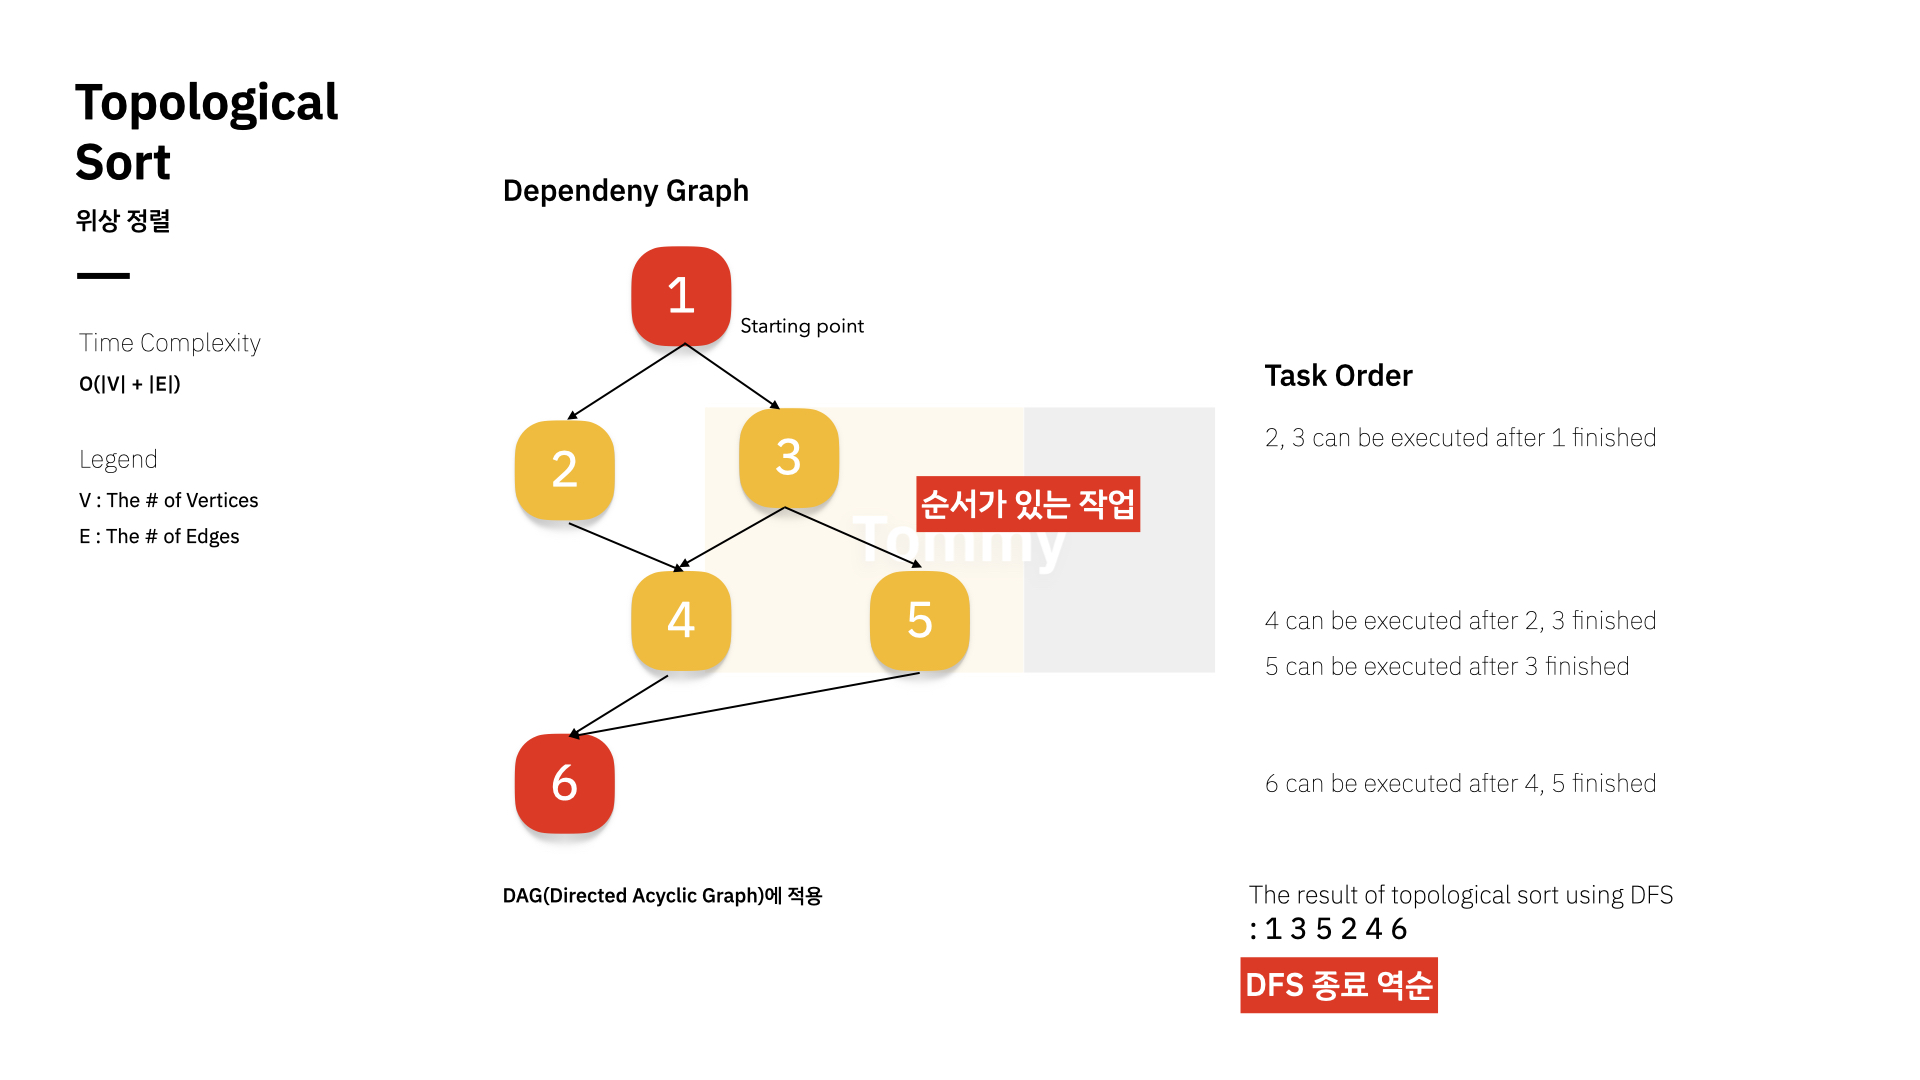 Topological
Sort
위상 정렬
Time Complexity
O(|V| + |E|)
Legend
V : The # of Vertices
E : The # of Edges
Dependeny Graph
1
Starting point
2
3
순서가 있는 작업
Tommy
4
5
6
DAG(Directed Acyclic Graph)에 적용
Task Order
2, 3 can be executed after 1 finished
4 can be executed after 2, 3 finished
5 can be executed after 3 finished
6 can be executed after 4, 5 finished
The result of topological sort using DFS
: 1 3 5 2 4 6
DFS 종료 역순